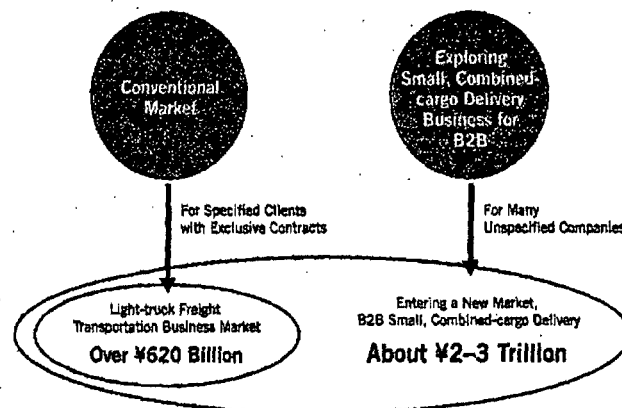 Conventional
Market
Exploring
Small, Combined-
cargo Delivery
Business for
B2B
For Specified Clients
with Exclusive Contracts
For Many
Unspecified Companies
Light-truck Freight
Transportation Business Market
Over ¥620 Billion
Entering a New Market,
B2B Small, Combined-cargo Delivery
About ¥2–3 Trillion